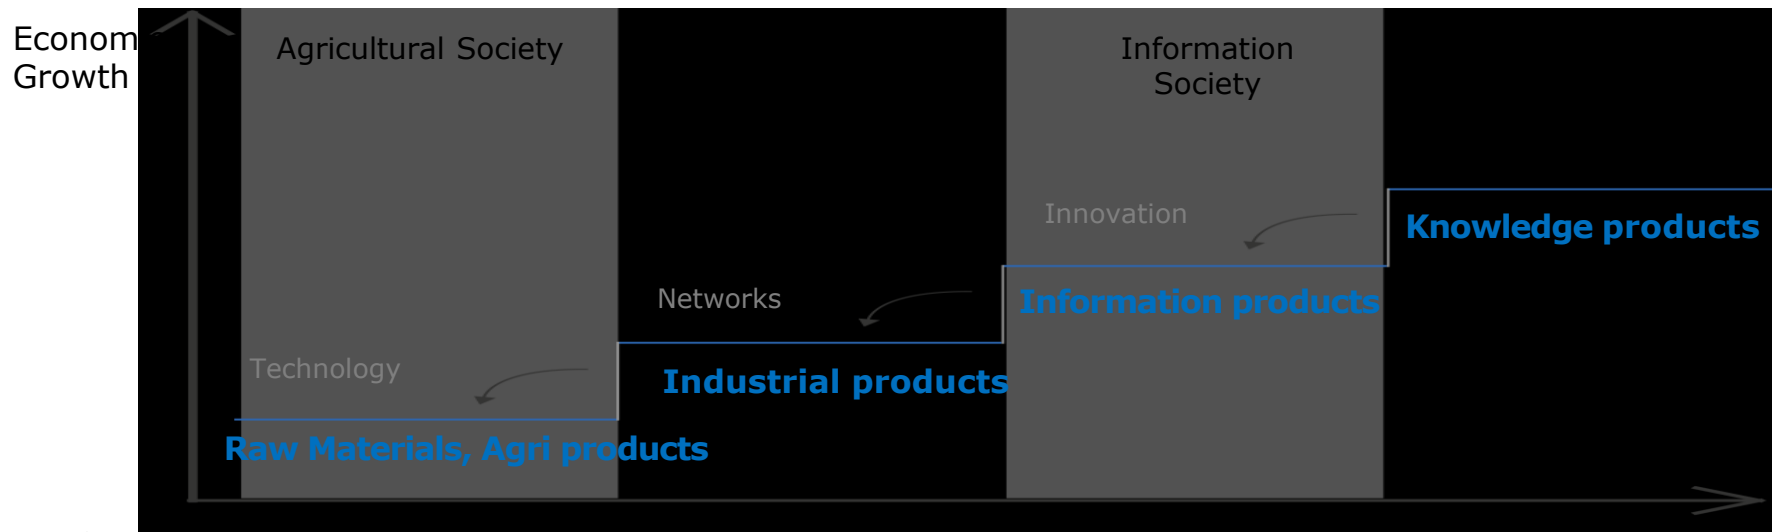 Econom
Growth
Agricultural Society
Information
Society
Innovation
Knowledge products
Networks
Information products
Technology
Industrial products
Raw Materials, Agri products